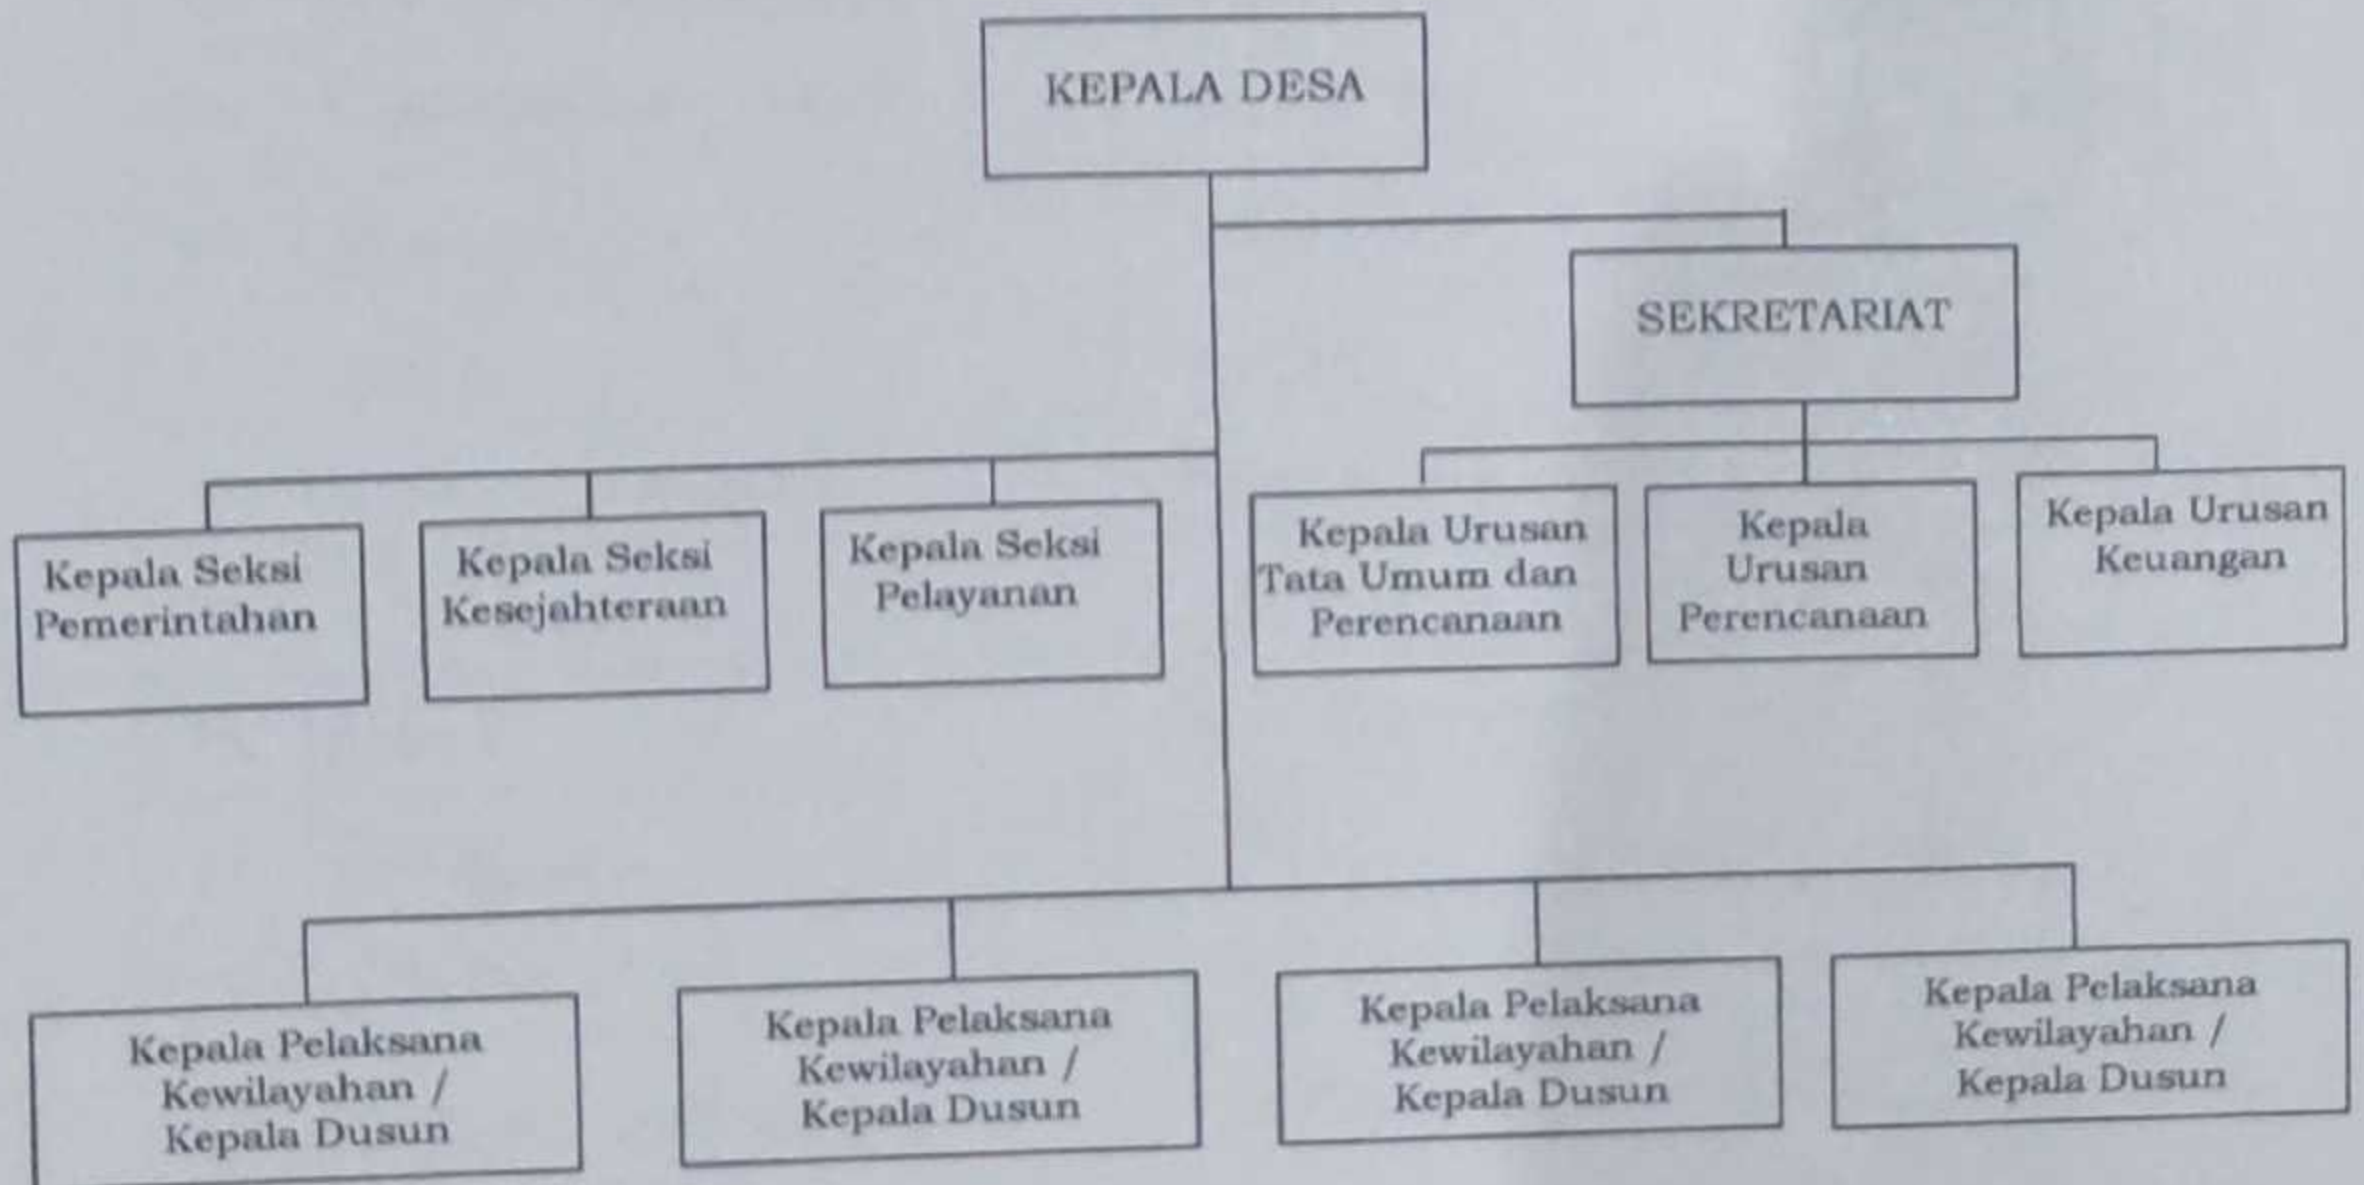 KEPALA DESA
SEKRETARIAT
Kepala Seksi
Pemerintahan
Kepala Seksi
Kesejahteraan
Kepala Seksi
Pelayanan
Kepala Urusan
Tata Umum dan
Perencanaan
Kepala
Urusan
Perencanaan
Kepala Urusan
Keuangan
Kepala Pelaksana
Kewilayahan /
Kepala Dusun
Kepala Pelaksana
Kewilayahan /
Kepala Dusun
Kepala Pelaksana
Kewilayahan /
Kepala Dusun
Kepala Pelaksana
Kewilayahan /
Kepala Dusun